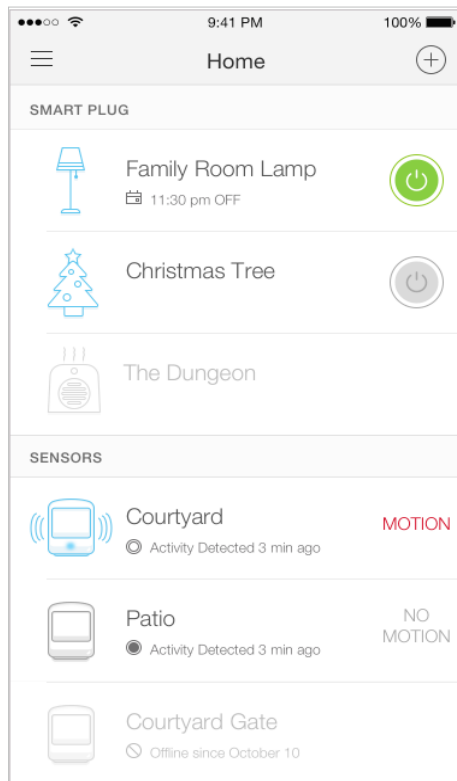 9:41 PM
100%
Home
SMART PLUG
Family Room Lamp
11:30 pm OFF
Christmas Tree
The Dungeon
SENSORS
Courtyard
MOTION
Activity Detected 3 min ago
Patio
NO
MOTION
Activity Detected 3 min ago
Courtyard Gate
Offline since October 10